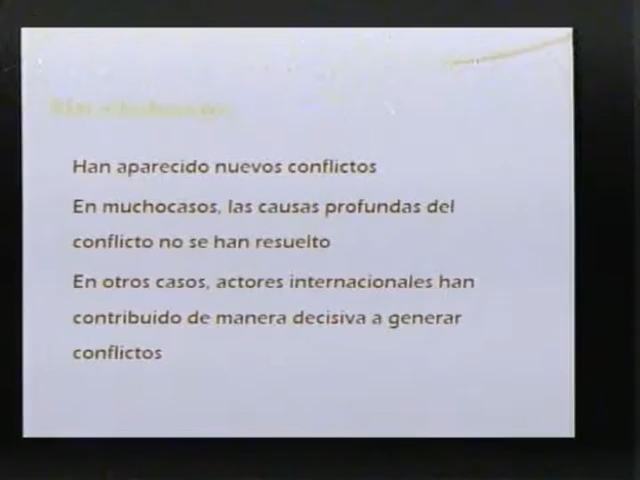 Han aparecido nuevos conflictos
En muchocasos, las causas profundas del
conflicto no se han resuelto
En otros casos, actores internacionales han
contribuido de manera decisiva a generar
conflictos